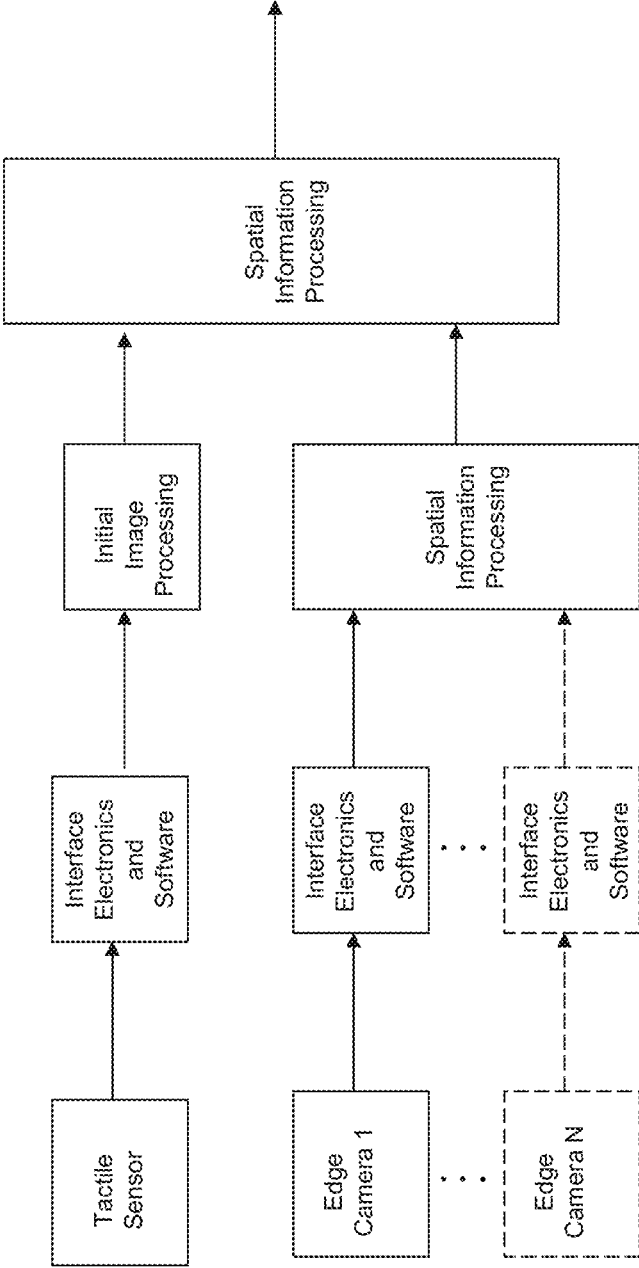 Tactile
Sensor
Interface
Electronics
and
Software
Initial
Image
Processing
Spatial
Information
Processing
Edge
Camera 1
Interface
Electronics
and
Software
Spatial
Information
Processing
. . .
. . .
Edge
Camera N
Interface
Electronics
and
Software